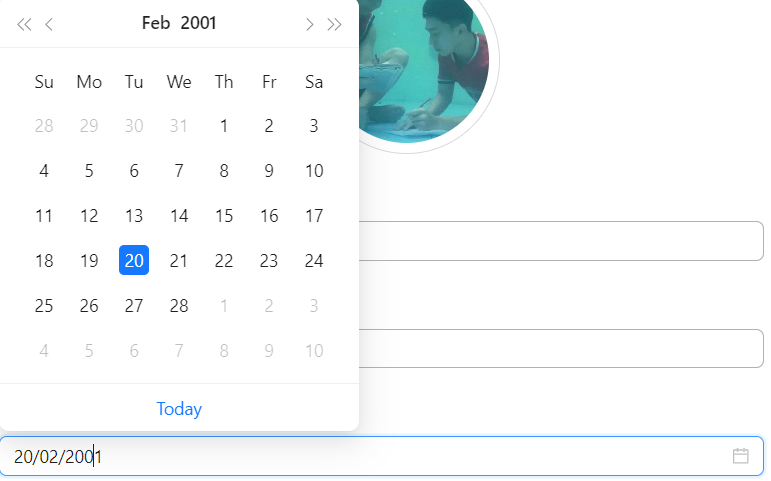 Feb 2001
Su Mo Tu We Th Fr Sa
28 29 30 31 1 2 3
4 5 6 7 8 9 10
11 12 13 14 15 16 17
18 19 20 21 22 23 24
25 26 27 28 1 2 3
4 5 6 7 8 9 10
Today
20/02/2001